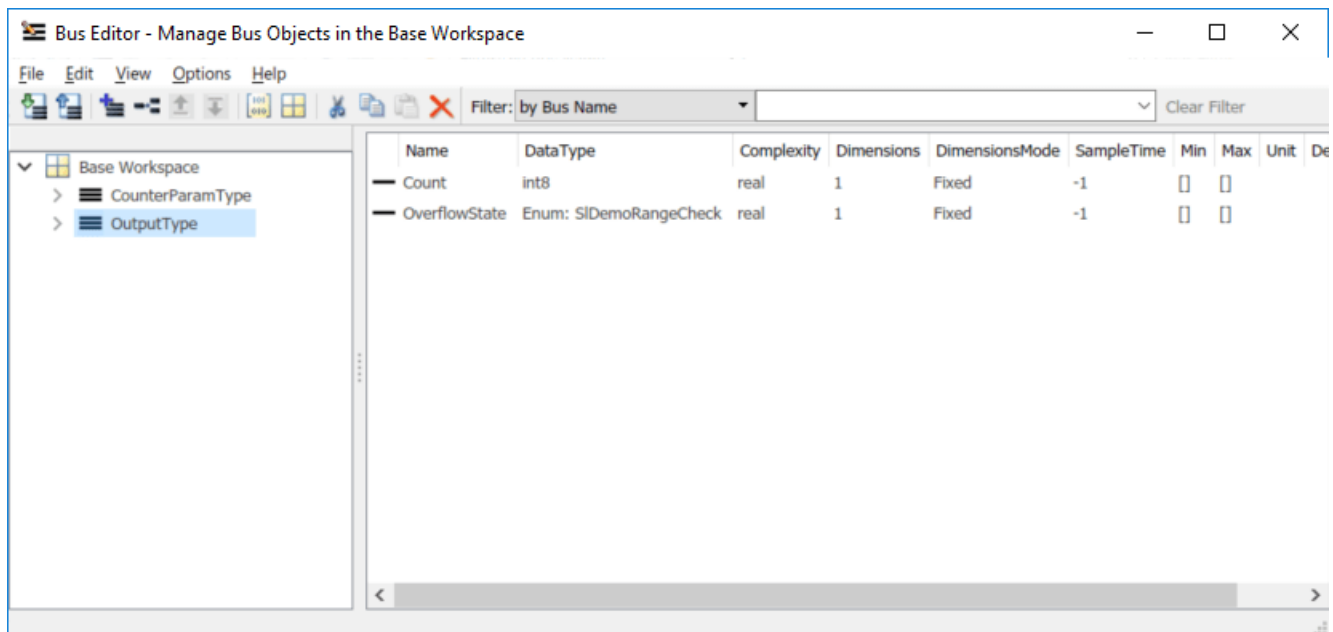 Bus Editor - Manage Bus Objects in the Base Workspace
File Edit View Options Help
Filter: by Bus Name Clear Filter
Base Workspace
CounterParamType
OutputType
Name DataType Complexity Dimensions DimensionsMode SampleTime Min Max Unit De
Count int8 real 1 Fixed -1 [] []
OverflowState Enum: SlDemoRangeCheck real 1 Fixed -1 [] []